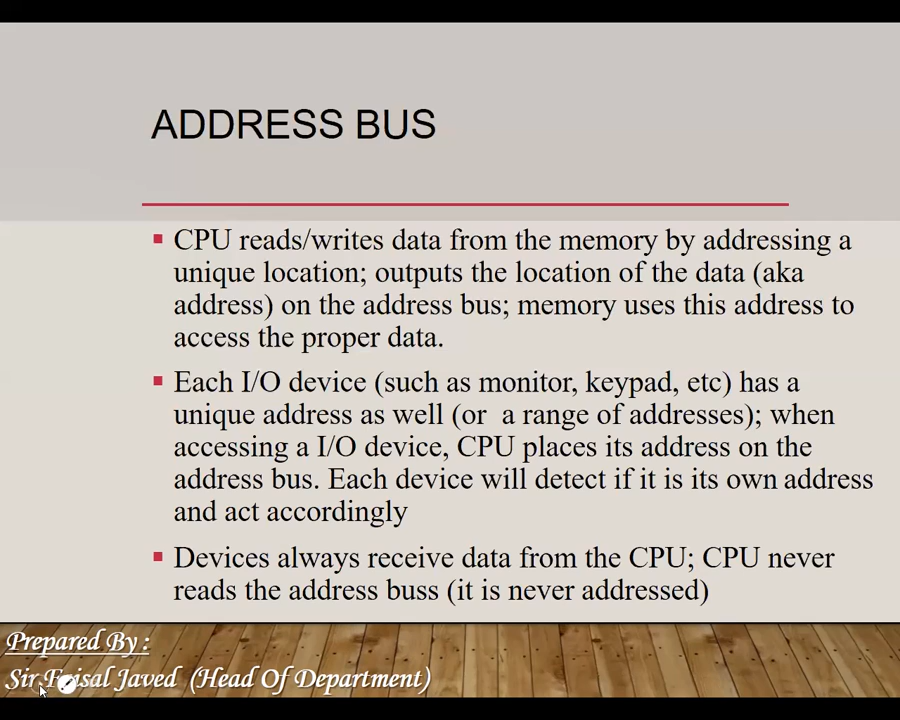 ADDRESS BUS
CPU reads/writes data from the memory by addressing a
unique location; outputs the location of the data (aka
address) on the address bus; memory uses this address to
access the proper data.
Each I/O device (such as monitor, keypad, etc) has a
unique address as well (or a range of addresses); when
accessing a I/O device, CPU places its address on the
address bus. Each device will detect if it is its own address
and act accordingly
Devices always receive data from the CPU; CPU never
reads the address buss (it is never addressed)
Prepared By :
Sir Faisal Javed (Head Of Department)